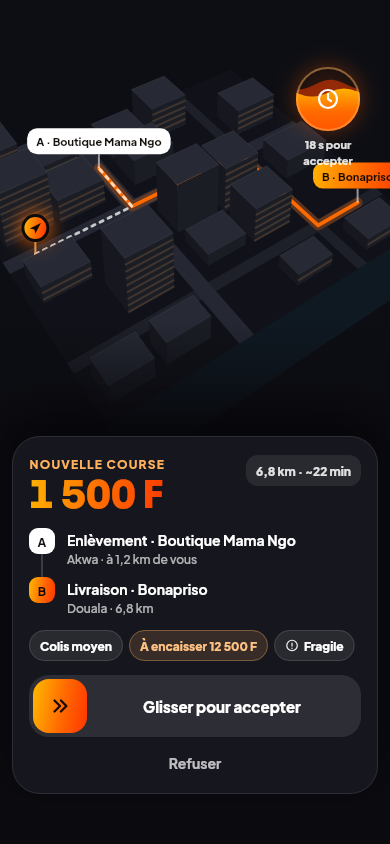 A · Boutique Mama Ngo
18 s pour
accepter
B · Bonapriso
NOUVELLE COURSE
1 500 F
6,8 km · ~22 min
A
Enlèvement · Boutique Mama Ngo
Akwa · à 1,2 km de vous
B
Livraison · Bonapriso
Douala · 6,8 km
Colis moyen
À encaisser 12 500 F
Fragile
Glisser pour accepter
Refuser